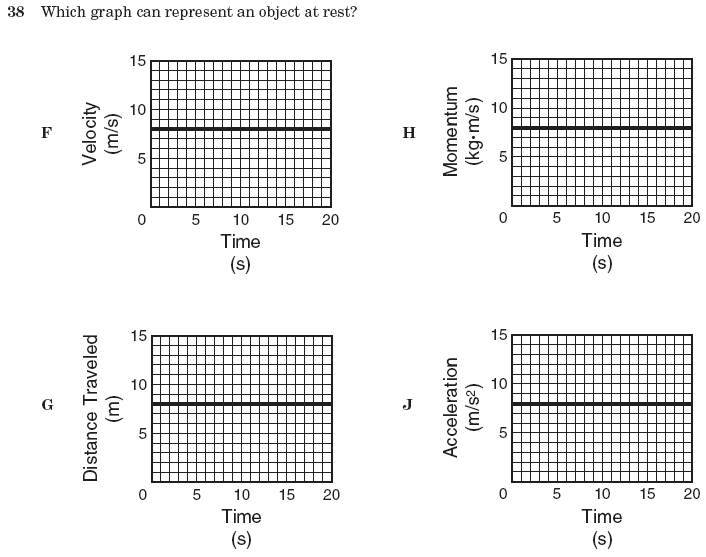 38 Which graph can represent an object at rest?
F
Velocity
(m/s)
15
10
5
0 5 10 15 20
Time
(s)
H
Momentum
(kg•m/s)
15
10
5
0 5 10 15 20
Time
(s)
G
Distance Traveled
(m)
15
10
5
0 5 10 15 20
Time
(s)
J
Acceleration
(m/s²)
15
10
5
0 5 10 15 20
Time
(s)